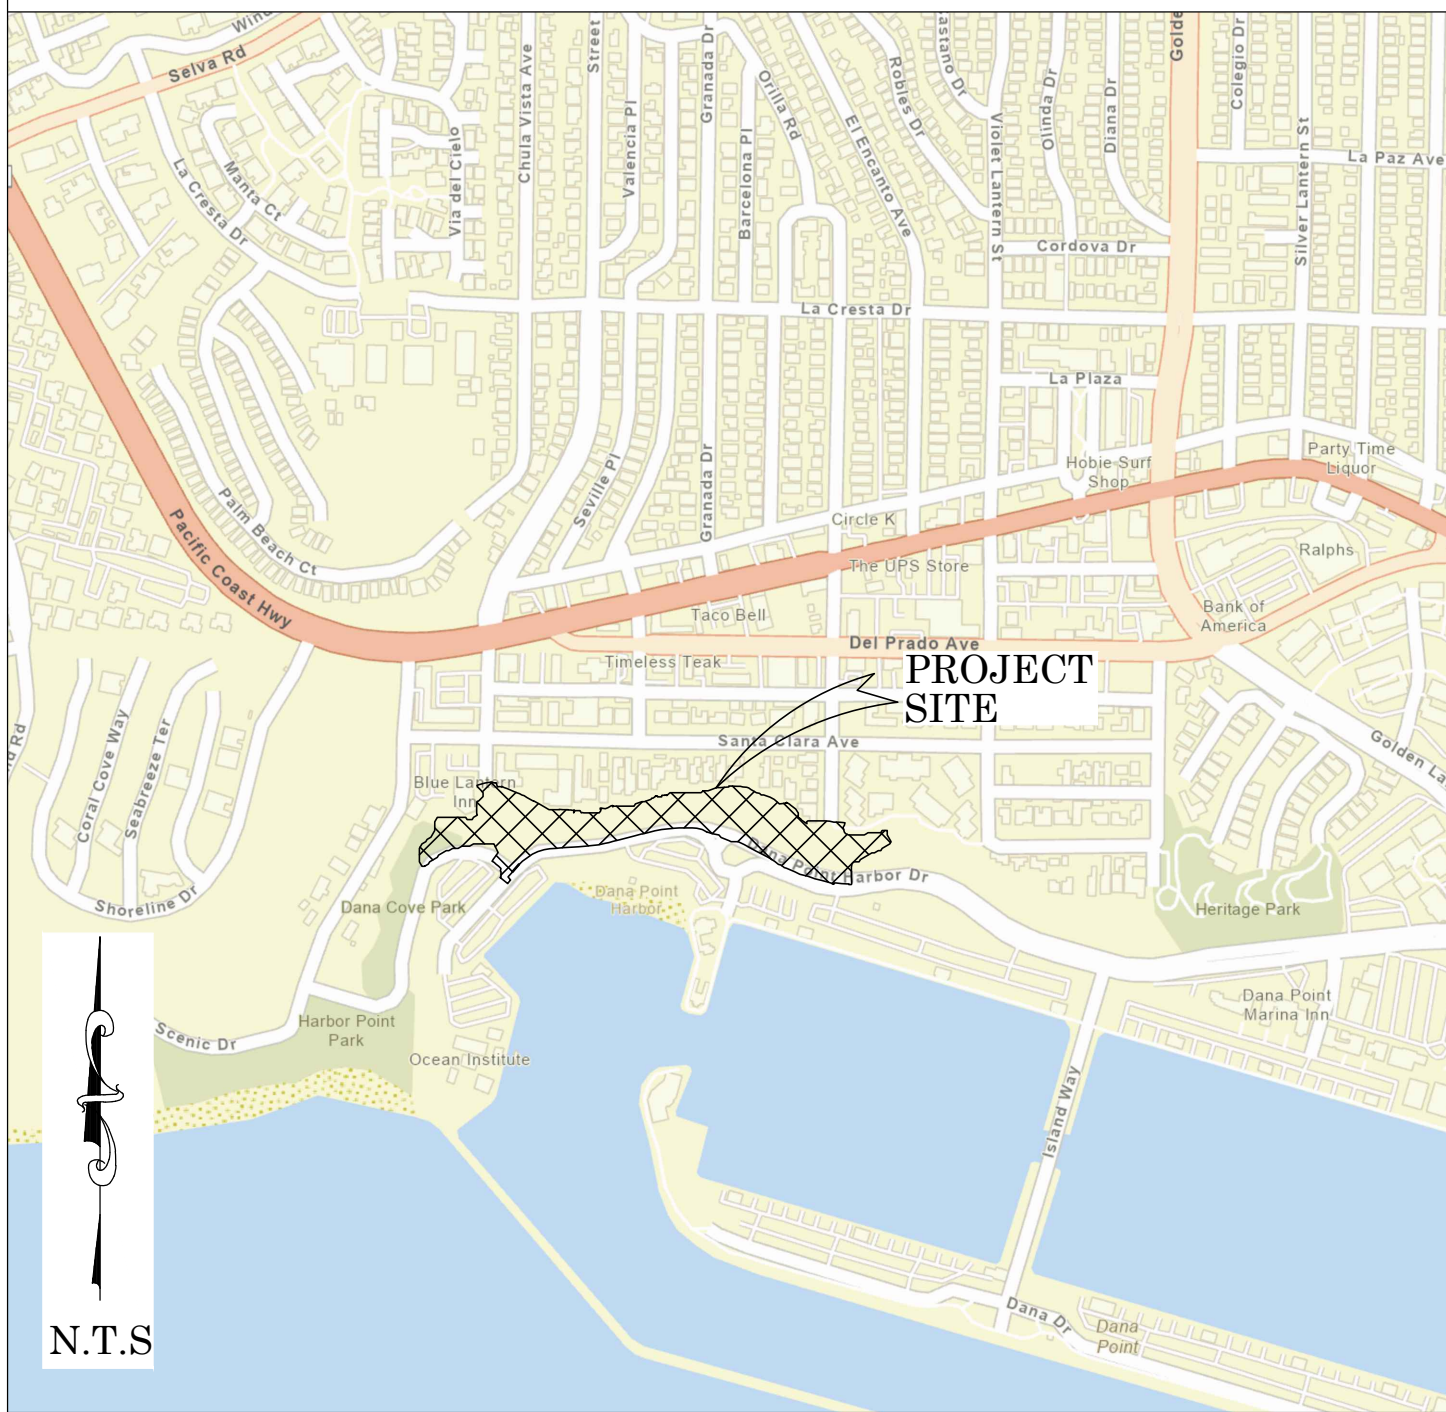 Selva Rd
Street
Granada Dr
Golde
Colegio Dr
Chula Vista Ave
Valencia Pl
Orilla Rd
Robles Dr
Olinda Dr
Diana Dr
La Paz Ave
Via del Cielo
Barcelona Pl
El Encanto Ave
Violet Lantern St
Silver Lantern St
Manta Ct
La Cresta Dr
Cordova Dr
La Cresta Dr
La Plaza
Party Time
Liquor
Hobie Surf
Shop
Seville Pl
Granada Dr
Circle K
Palm Beach Ct
Pacific Coast Hwy
The UPS Store
Ralphs
Taco Bell
Bank of
America
Del Prado Ave
Timeless Teak
PROJECT
SITE
Santa Clara Ave
Golden La
Coral Cove Way
Seabreeze Ter
Blue Lantern
Inn
Dana Point Harbor Dr
Dana Point
Harbor
Shoreline Dr
Dana Cove Park
Heritage Park
Dana Point
Marina Inn
Scenic Dr
Harbor Point
Park
Ocean Institute
Island Way
Dana Dr
Dana
Point
N.T.S